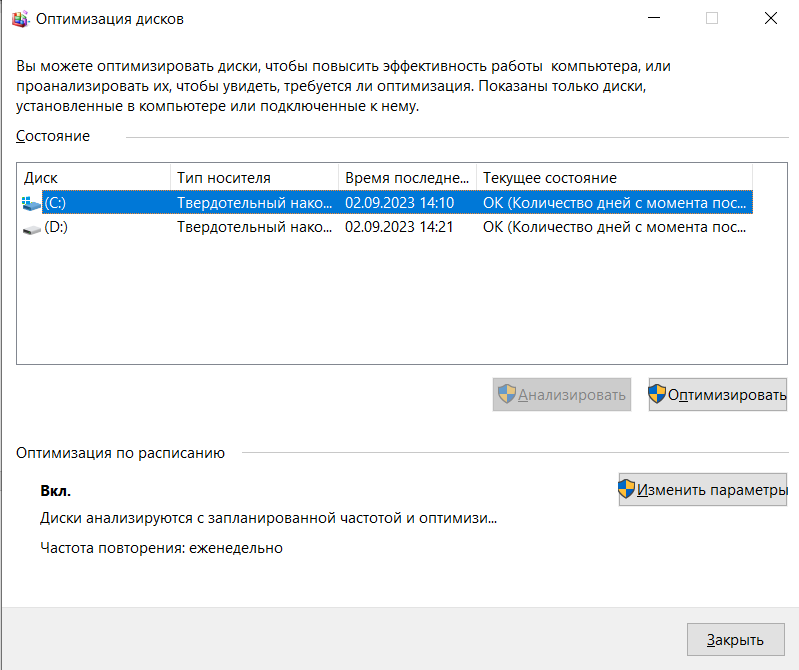 Оптимизация дисков
Вы можете оптимизировать диски, чтобы повысить эффективность работы компьютера, или
проанализировать их, чтобы увидеть, требуется ли оптимизация. Показаны только диски,
установленные в компьютере или подключенные к нему.
Состояние
Диск Тип носителя Время последне... Текущее состояние
(C:) Твердотельный нако... 02.09.2023 14:10 ОК (Количество дней с момента пос...
(D:) Твердотельный нако... 02.09.2023 14:21 ОК (Количество дней с момента пос...
Анализировать Оптимизировать
Оптимизация по расписанию
Вкл. Изменить параметры
Диски анализируются с запланированной частотой и оптимизи...
Частота повторения: еженедельно
Закрыть